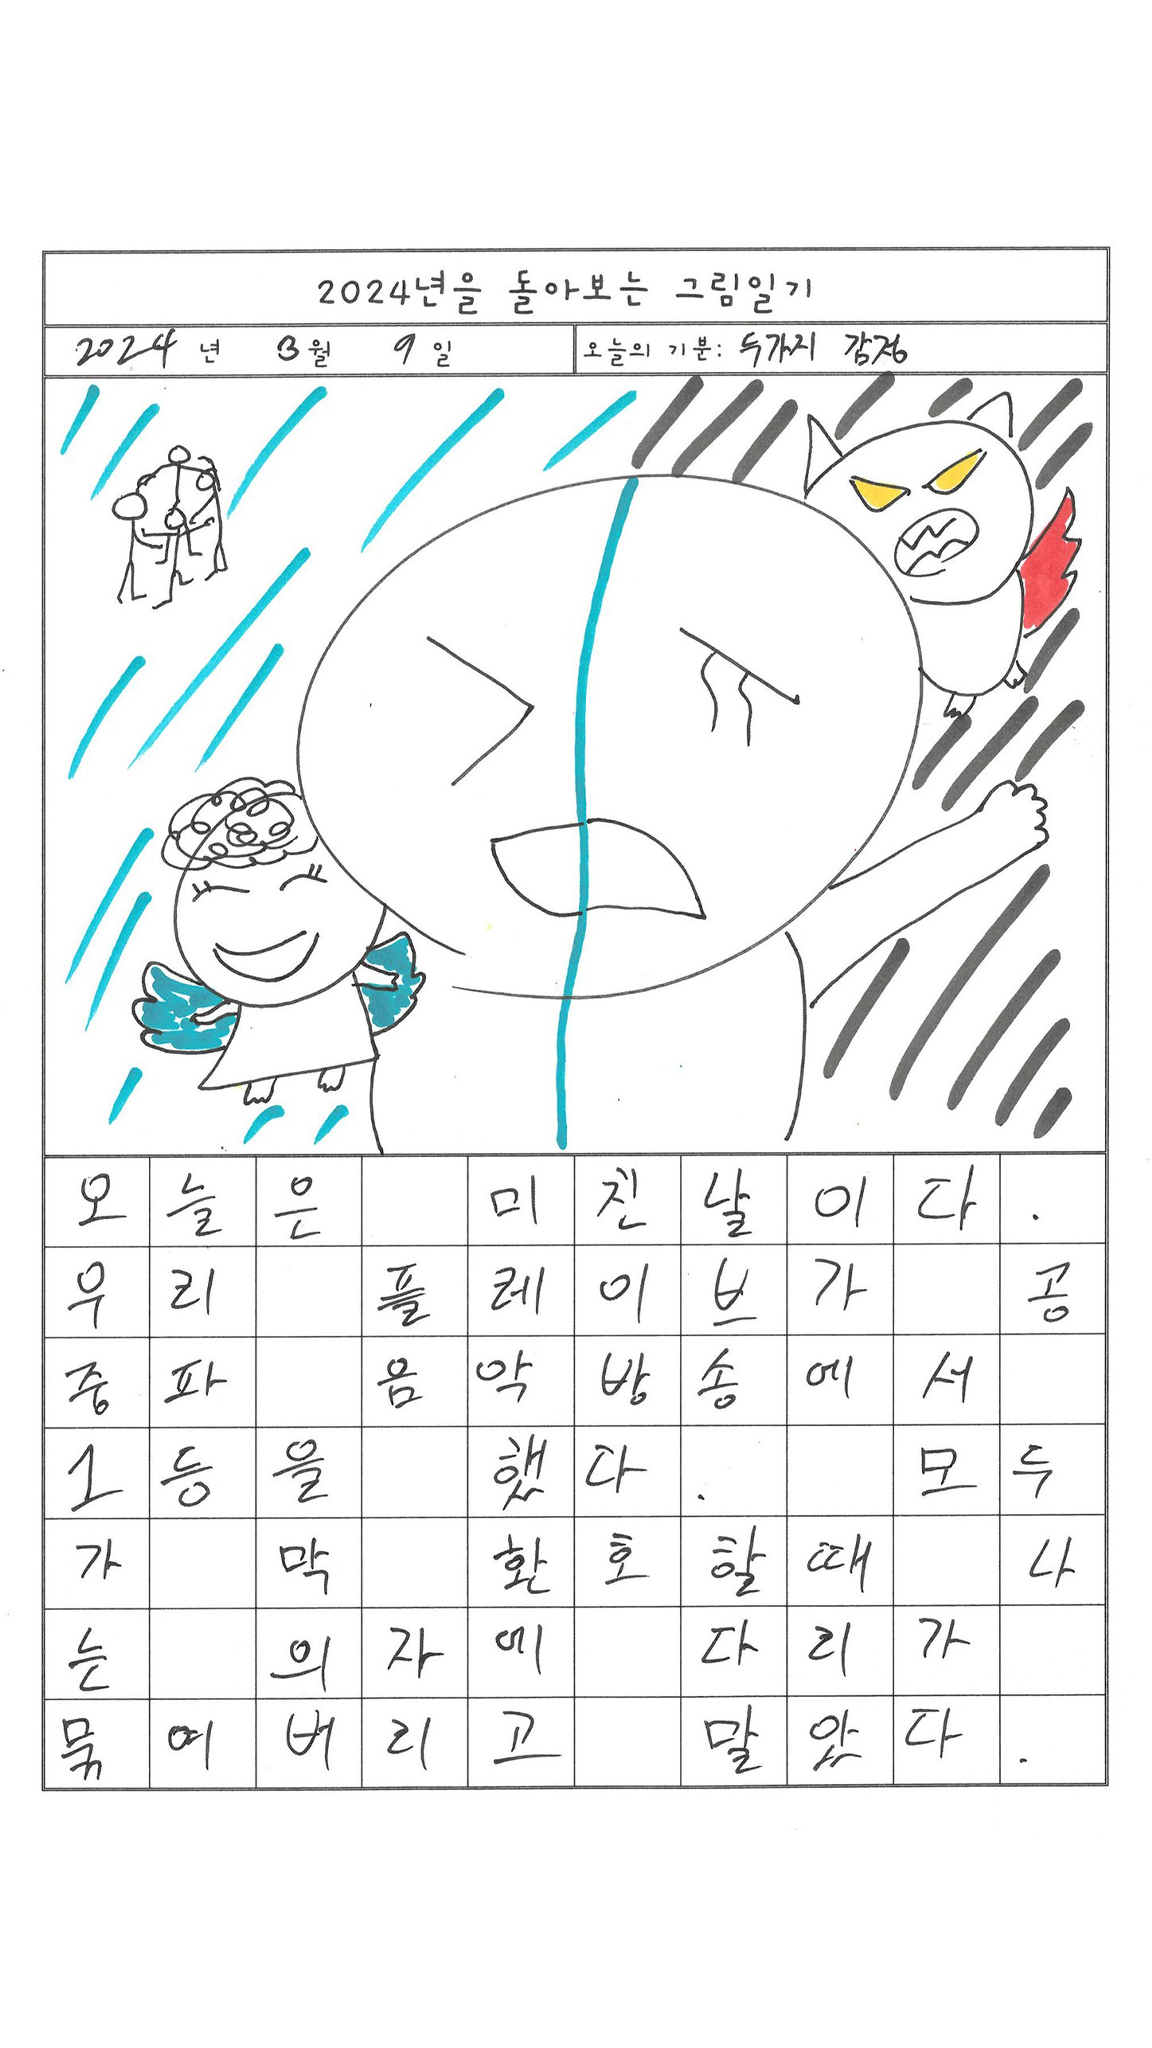 2024년을 돌아보는 그림일기
2024 년 3월 9 일 오늘의 기분: 두가지 감정
오늘은 미친날이다.
우리 플레이브가 공
중파 음악방송에서
1등을 했다. 모두
가 막 환호할때 나
는 의자에 다리가
묶여버리고 말았다.